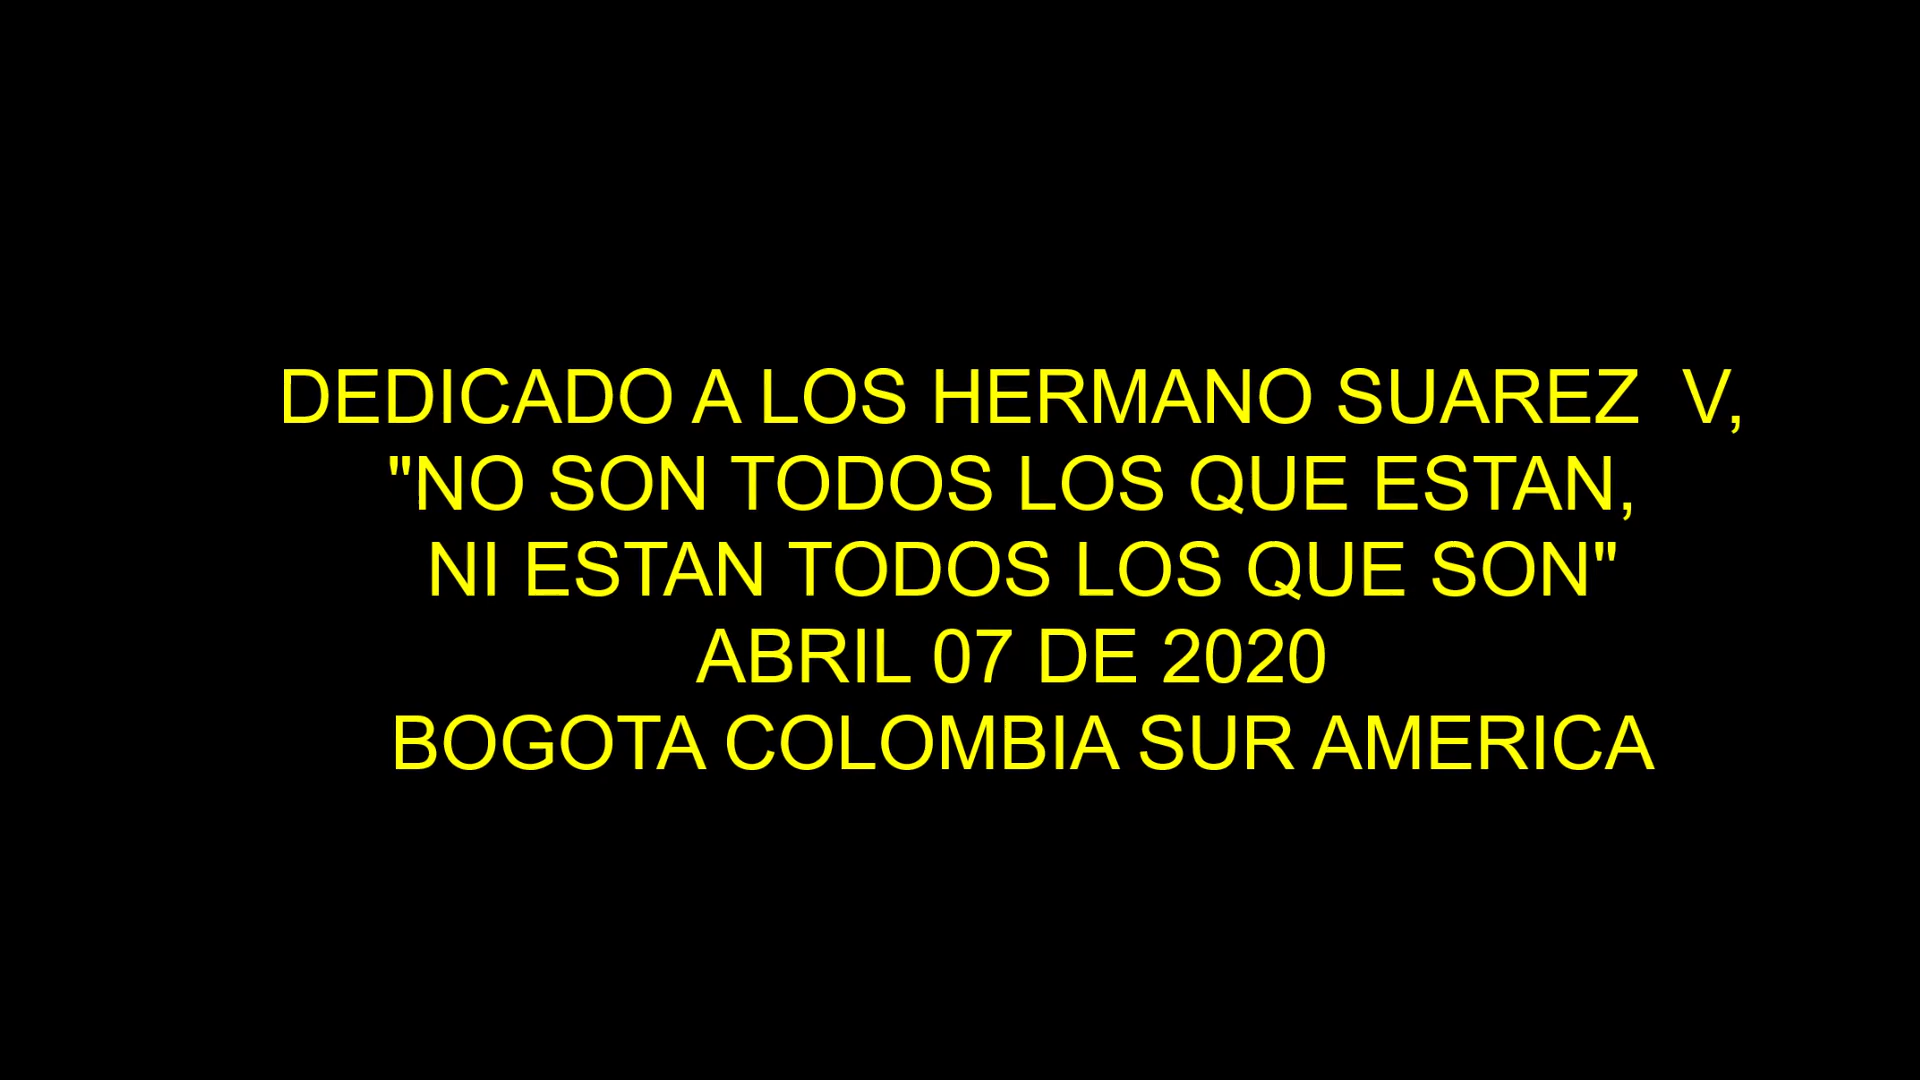 DEDICADO A LOS HERMANO SUAREZ  V,
"NO SON TODOS LOS QUE ESTAN,
NI ESTAN TODOS LOS QUE SON"
ABRIL 07 DE 2020
BOGOTA COLOMBIA SUR AMERICA